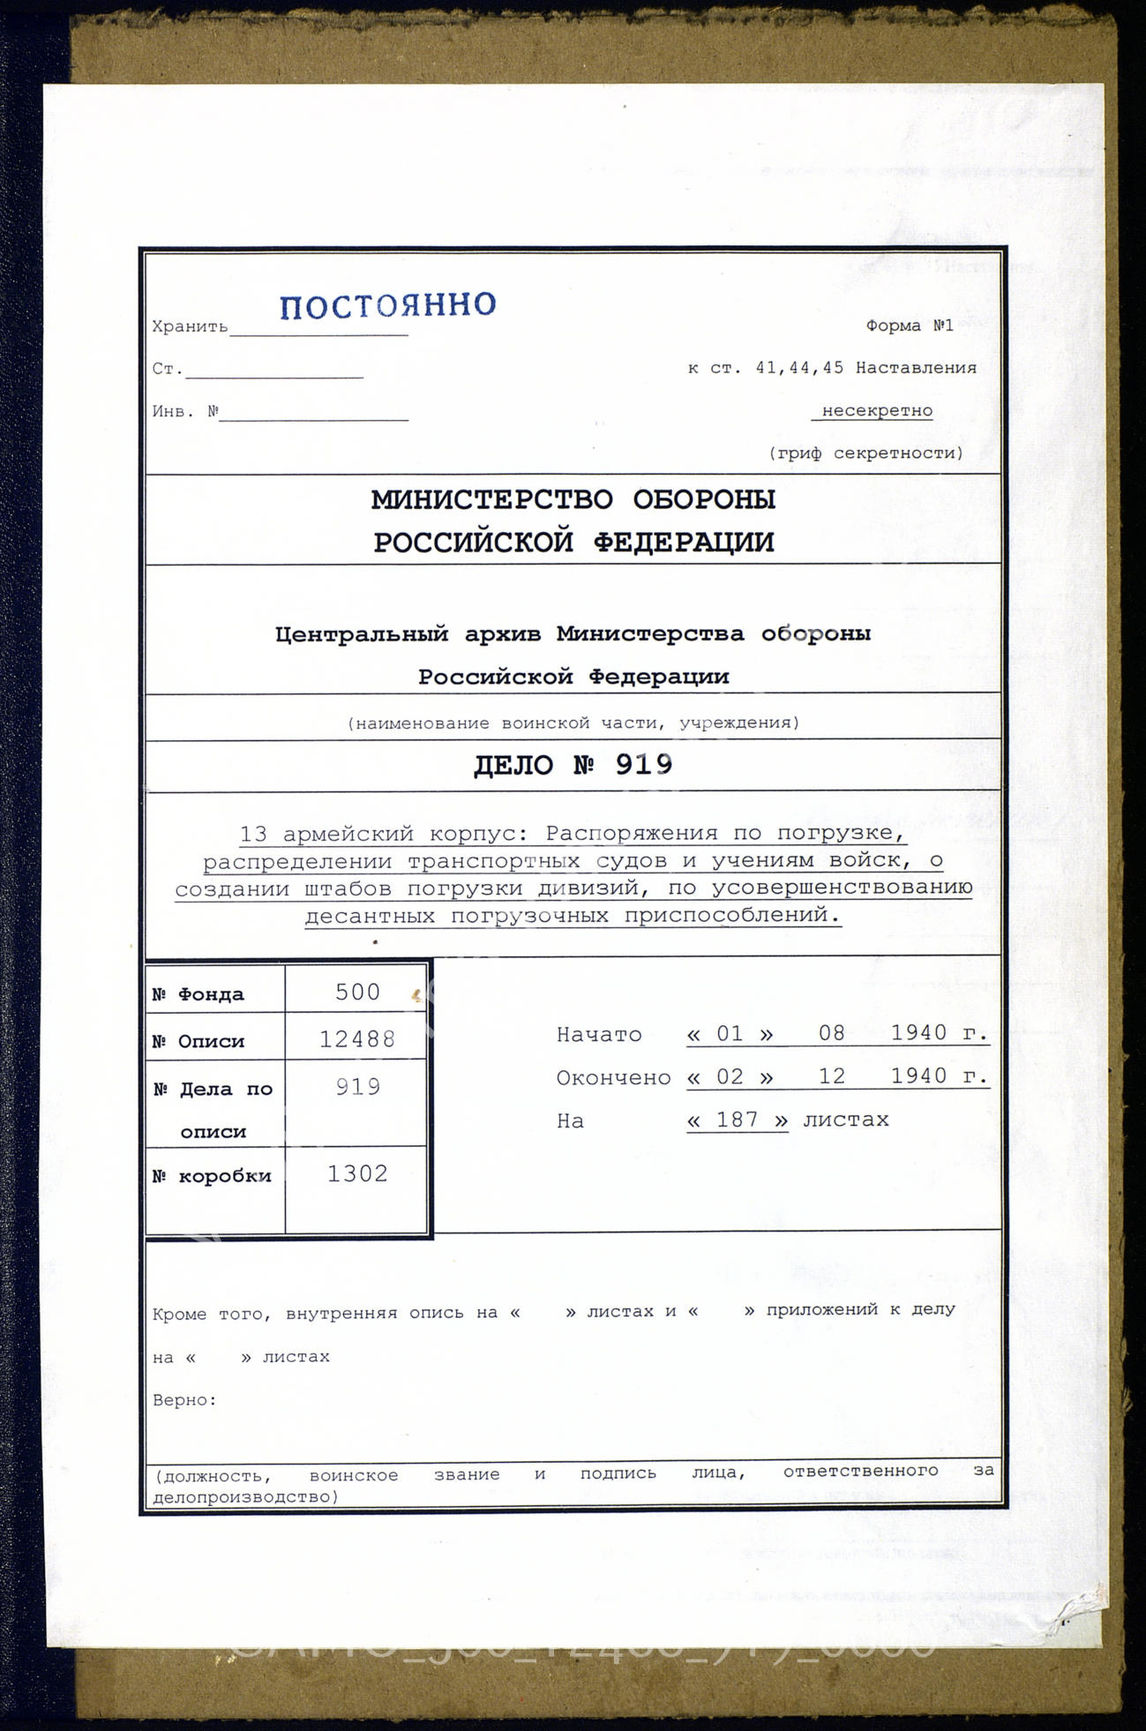 ПОСТОЯННО
Хранить
Форма №1
Ст.
к ст. 41,44,45 Наставления
Инв. №
несекретно
(гриф секретности)
МИНИСТЕРСТВО ОБОРОНЫ
РОССИЙСКОЙ ФЕДЕРАЦИИ
Центральный архив Министерства обороны
Российской Федерации
(наименование воинской части, учреждения)
ДЕЛО № 919
13 армейский корпус: Распоряжения по погрузке,
распределении транспортных судов и учениям войск, о
создании штабов погрузки дивизий, по усовершенствованию
десантных погрузочных приспособлений.
№ Фонда 500
№ Описи 12488
№ Дела по 919
описи
№ коробки 1302
Начато « 01 » 08 1940 г.
Окончено « 02 » 12 1940 г.
На « 187 » листах
Кроме того, внутренняя опись на « » листах и « » приложений к делу
на « » листах
Верно:
(должность, воинское звание и подпись лица, ответственного за
делопроизводство)